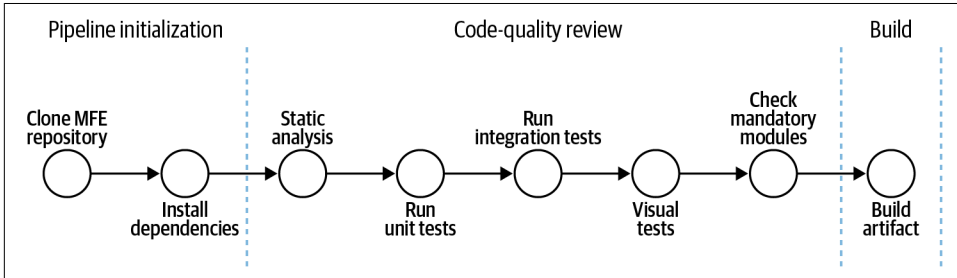 Pipeline initialization
Code-quality review
Build
Clone MFE
repository
Install
dependencies
Static
analysis
Run
unit tests
Run
integration tests
Visual
tests
Check
mandatory
modules
Build
artifact